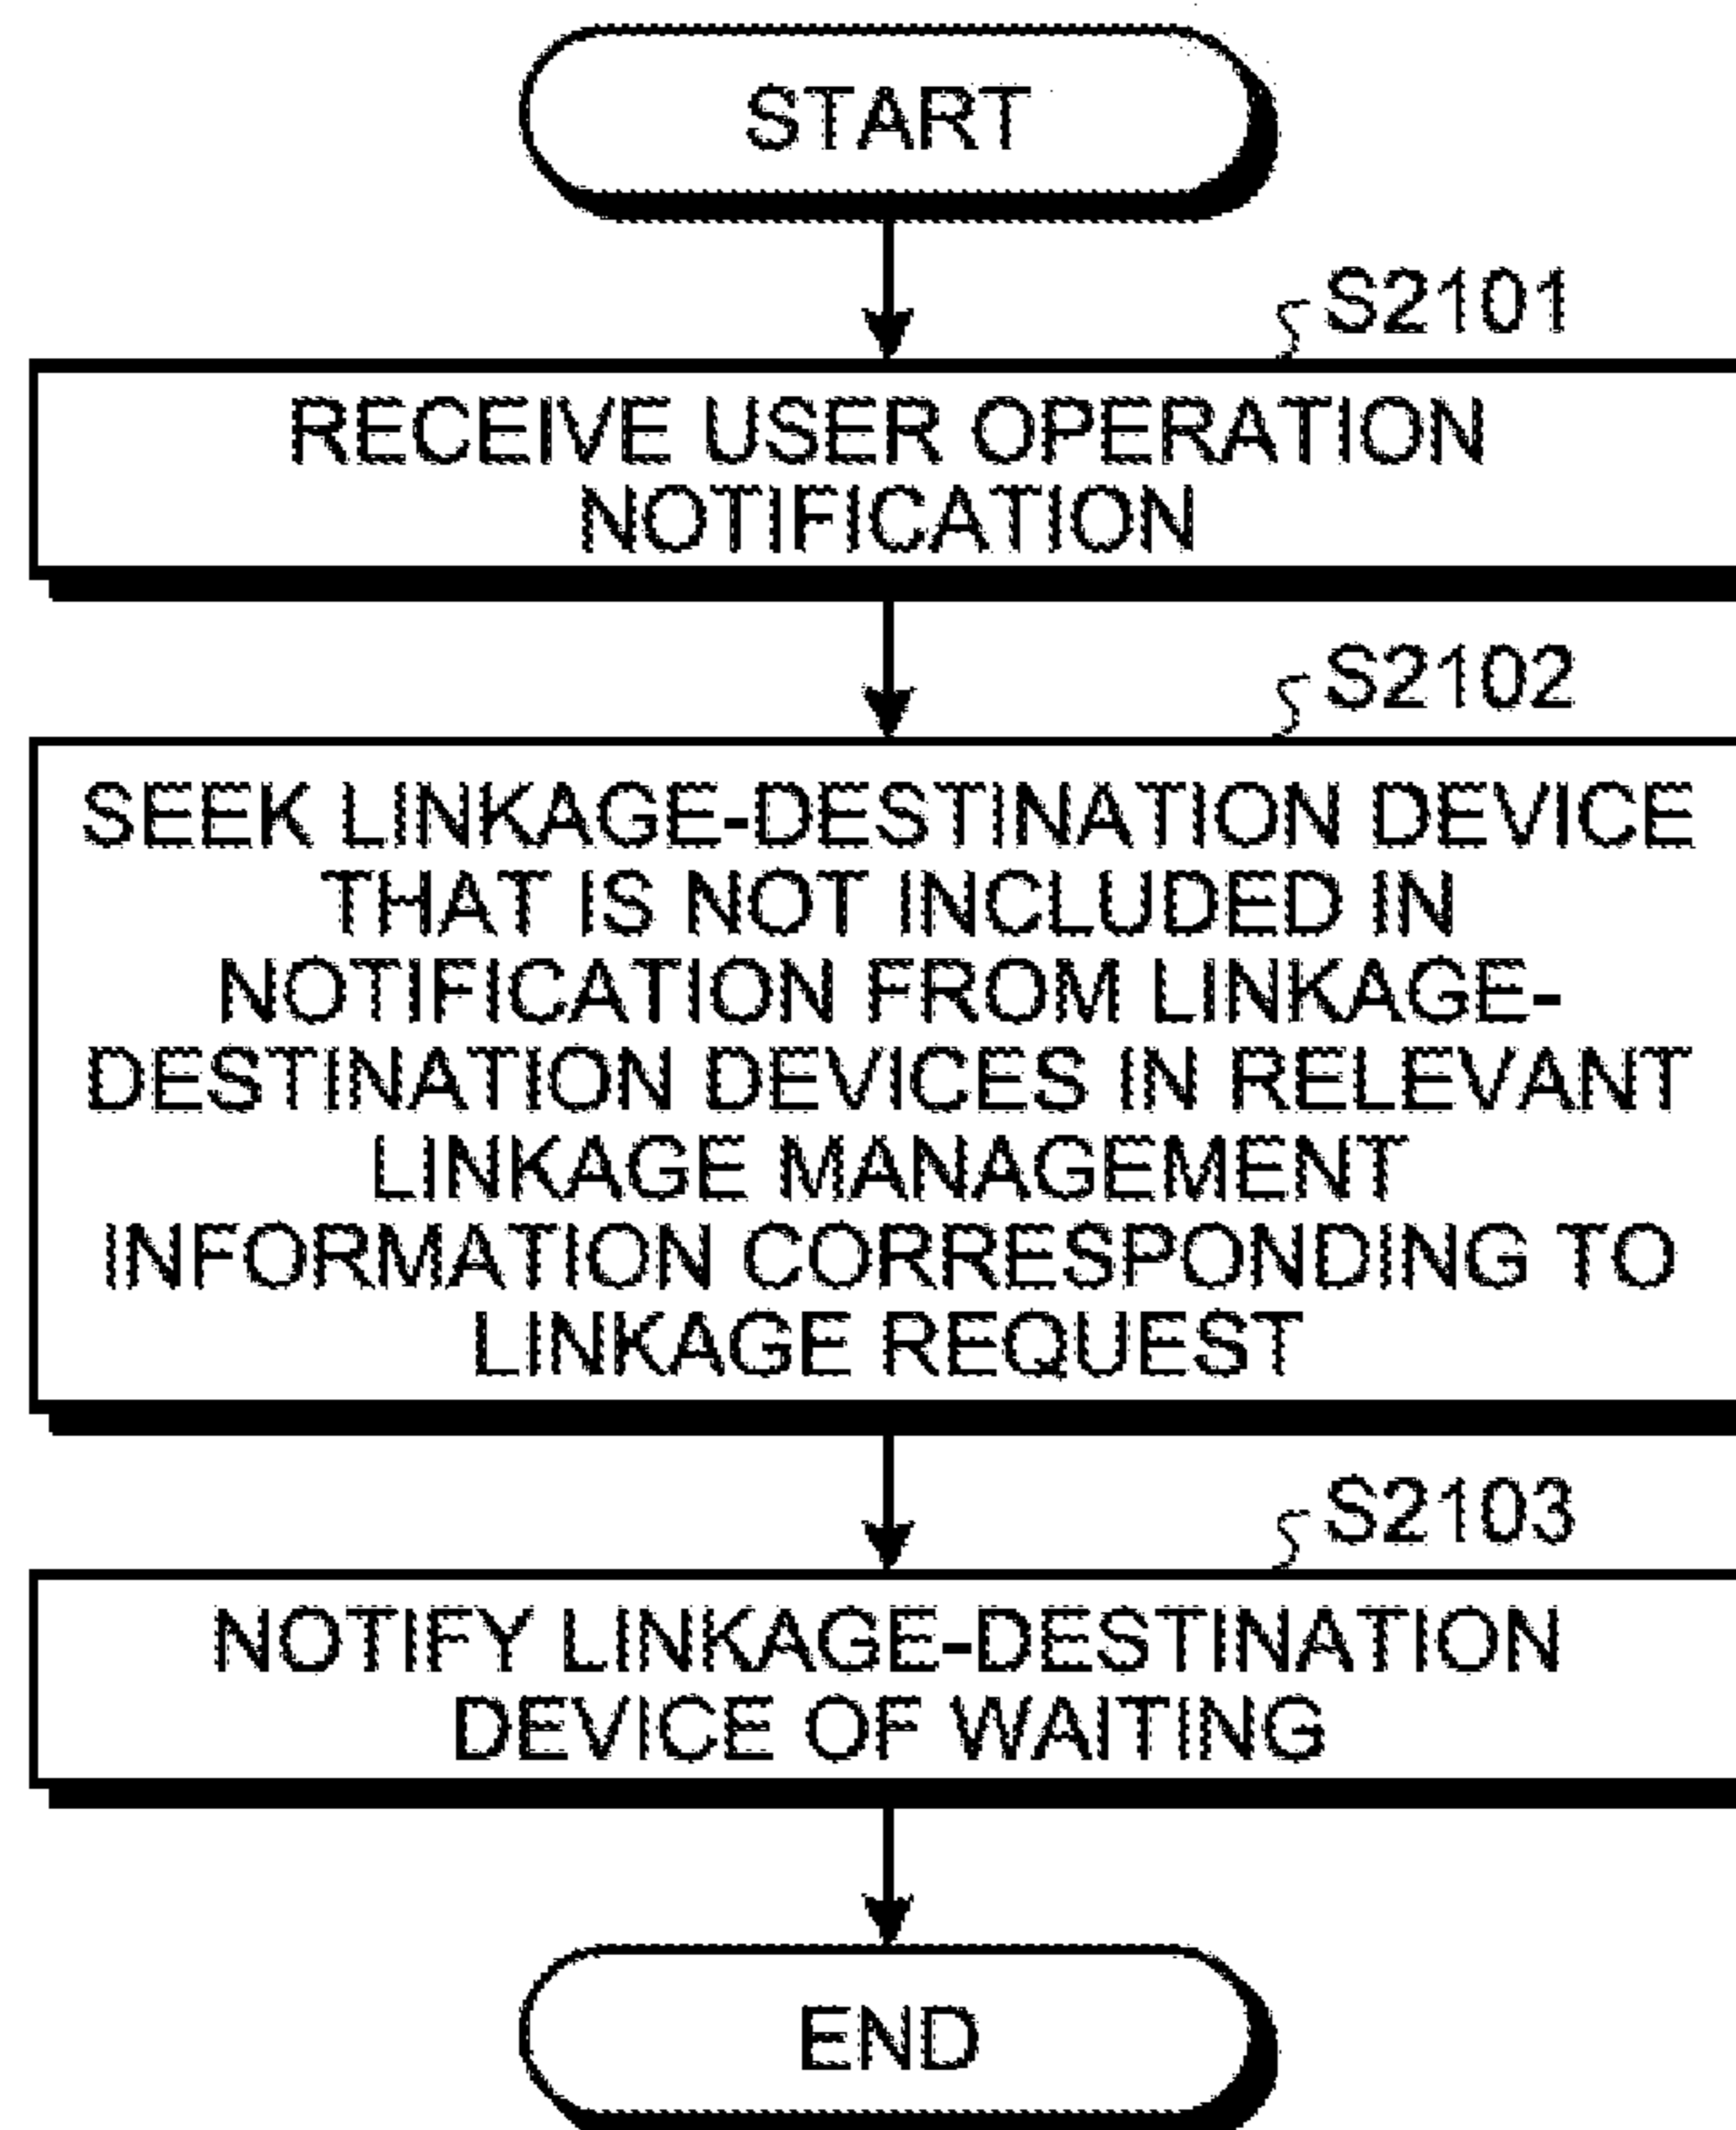 START
S2101
RECEIVE USER OPERATION
NOTIFICATION
S2102
SEEK LINKAGE-DESTINATION DEVICE
THAT IS NOT INCLUDED IN
NOTIFICATION FROM LINKAGE-
DESTINATION DEVICES IN RELEVANT
LINKAGE MANAGEMENT
INFORMATION CORRESPONDING TO
LINKAGE REQUEST
S2103
NOTIFY LINKAGE-DESTINATION
DEVICE OF WAITING
END